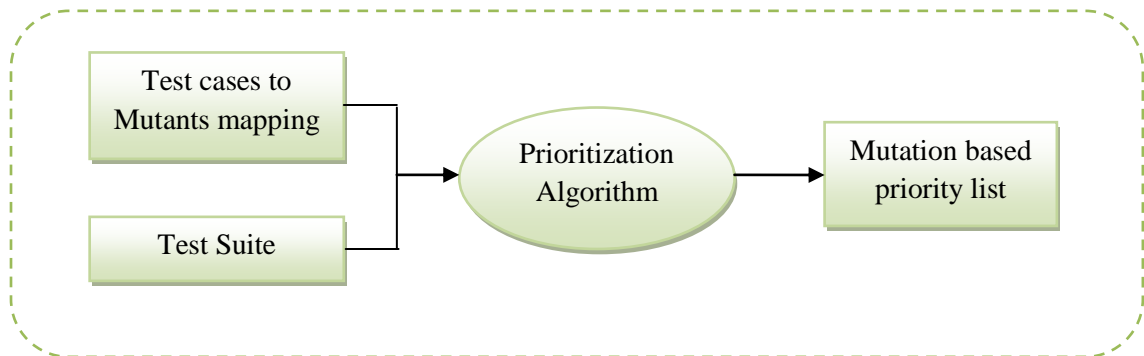 Test cases to
Mutants mapping
Test Suite
Prioritization
Algorithm
Mutation based
priority list